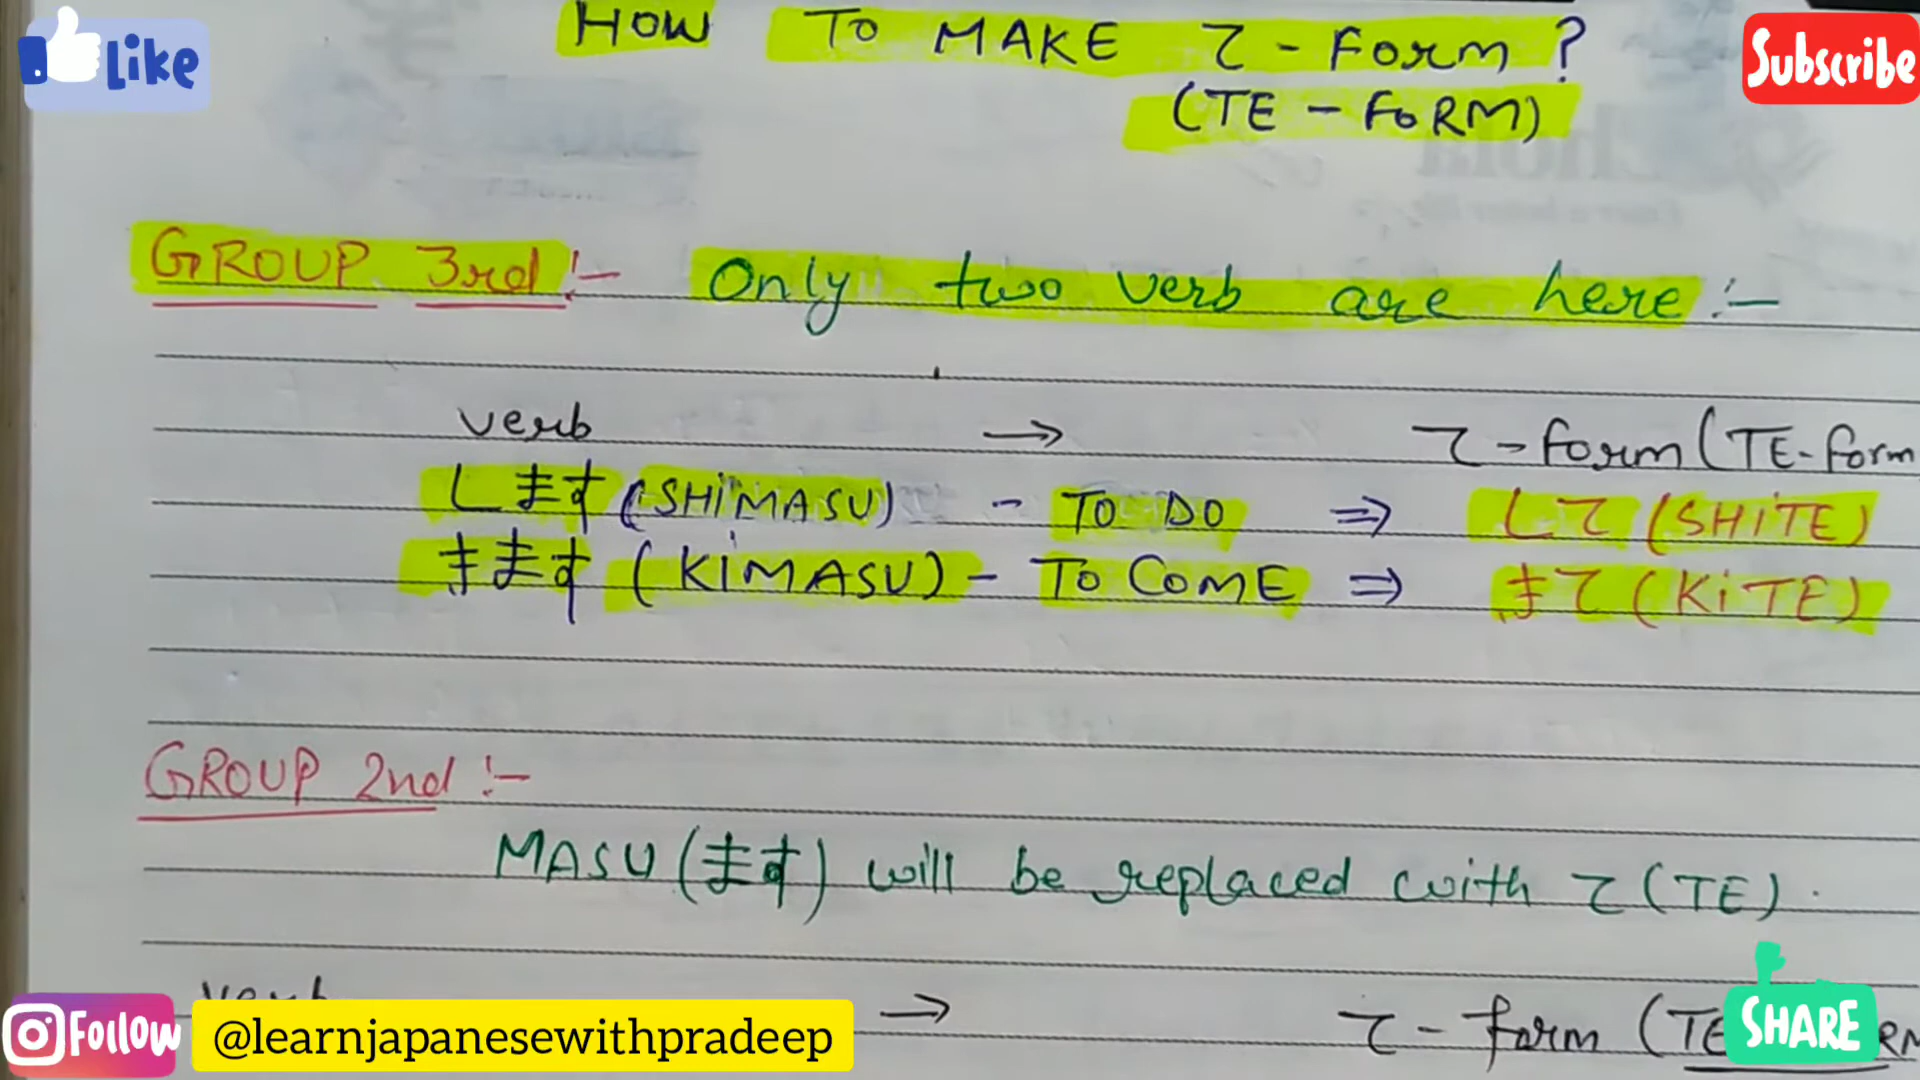 Like
Subscribe
HOW TO MAKE て - FORM ?
(TE - FORM)
GROUP 3rd :- Only two verb are here :-
verb → て - form (TE - form
します (SHIMASU) - TO DO ⇒ して (SHITE)
きます (KIMASU) - TO COME ⇒ きて (KITE)
GROUP 2nd :-
MASU (ます) will be replaced with て (TE) .
verb → て - form (TE RM
Follow @learnjapanesewithpradeep
SHARE